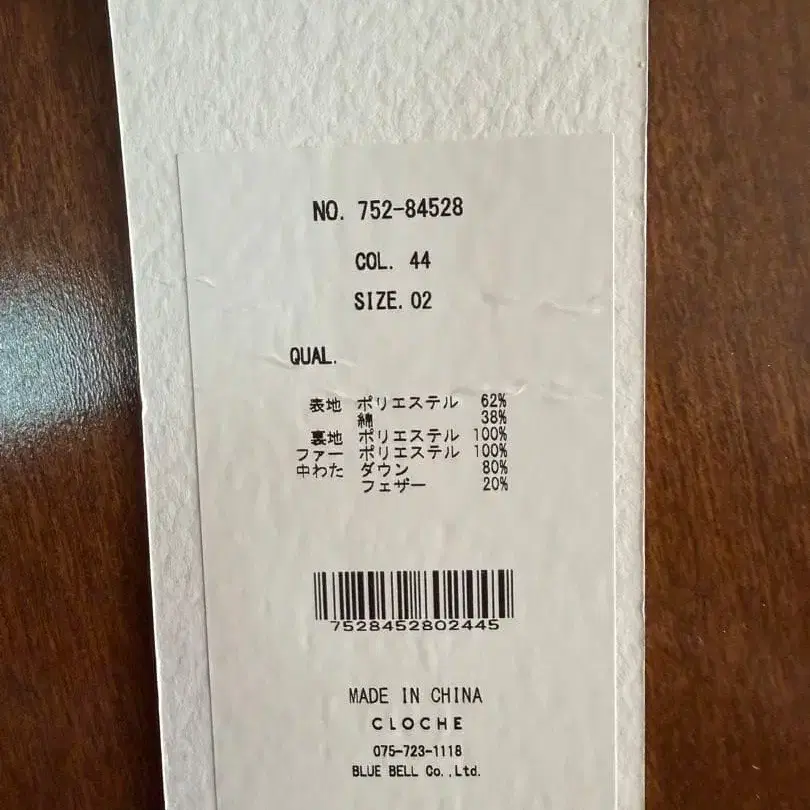 NO. 752-84528
COL. 44
SIZE. 02
QUAL.
表地 ポリエステル 62%
綿 38%
裏地 ポリエステル 100%
ファー ポリエステル 100%
中わた ダウン 80%
フェザー 20%
7528452802445
MADE IN CHINA
CLOCHE
075-723-1118
BLUE BELL Co.,Ltd.